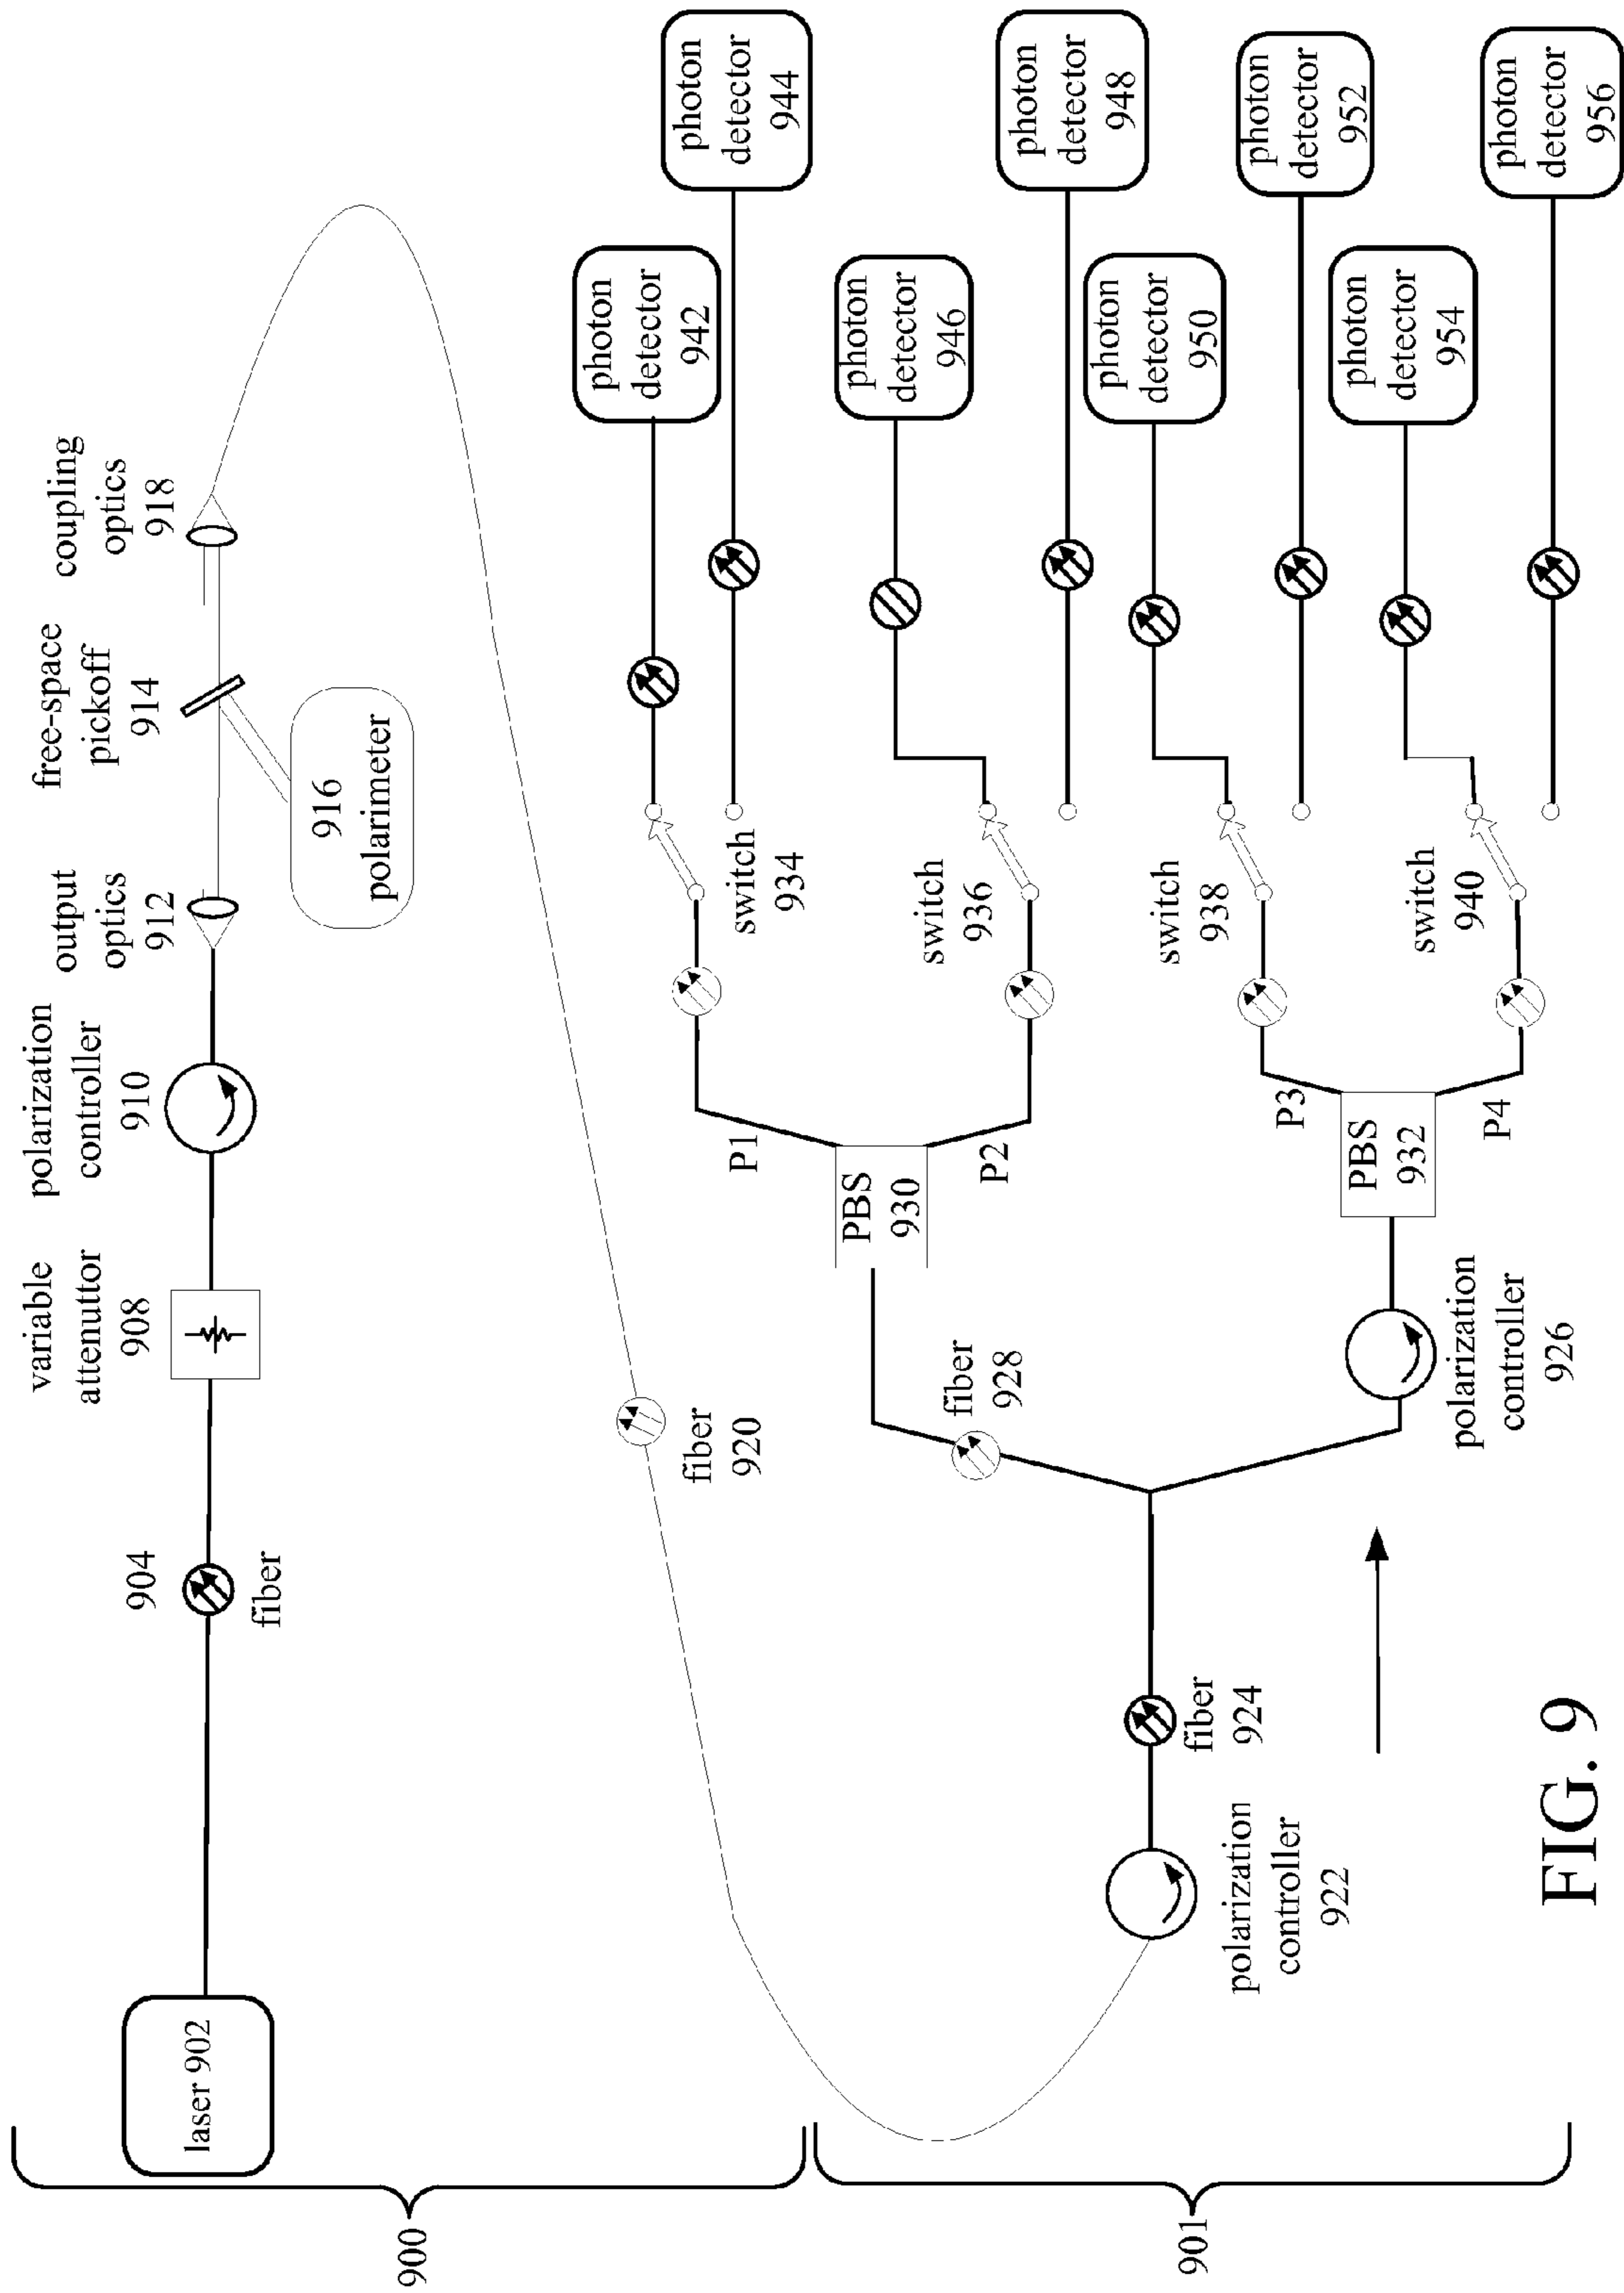 900
laser 902
904
fiber
variable
attenuttor
908
polarization
controller
910
output
optics
912
free-space
pickoff
914
916
polarimeter
coupling
optics
918
fiber
920
901
polarization
controller
922
fiber
924
fiber
928
polarization
controller
926
PBS
930
P1
P2
PBS
932
P3
P4
switch
934
switch
936
switch
938
switch
940
photon
detector
942
photon
detector
944
photon
detector
946
photon
detector
948
photon
detector
950
photon
detector
952
photon
detector
954
photon
detector
956
FIG. 9